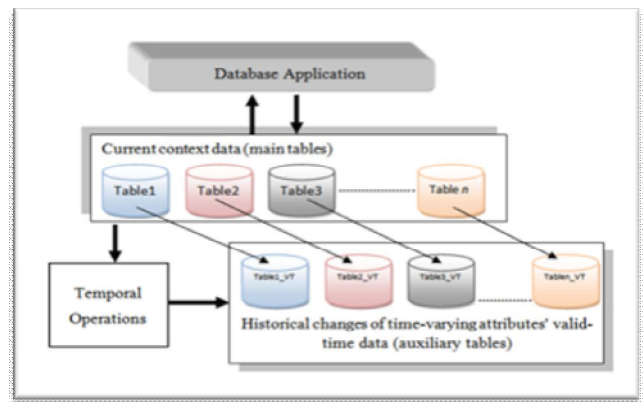 Database Application
Current context data (main tables)
Table1
Table2
Table3
Table n
Table1_VT
Table2_VT
Table3_VT
Tablen_VT
Temporal
Operations
Historical changes of time-varying attributes' valid-
time data (auxiliary tables)